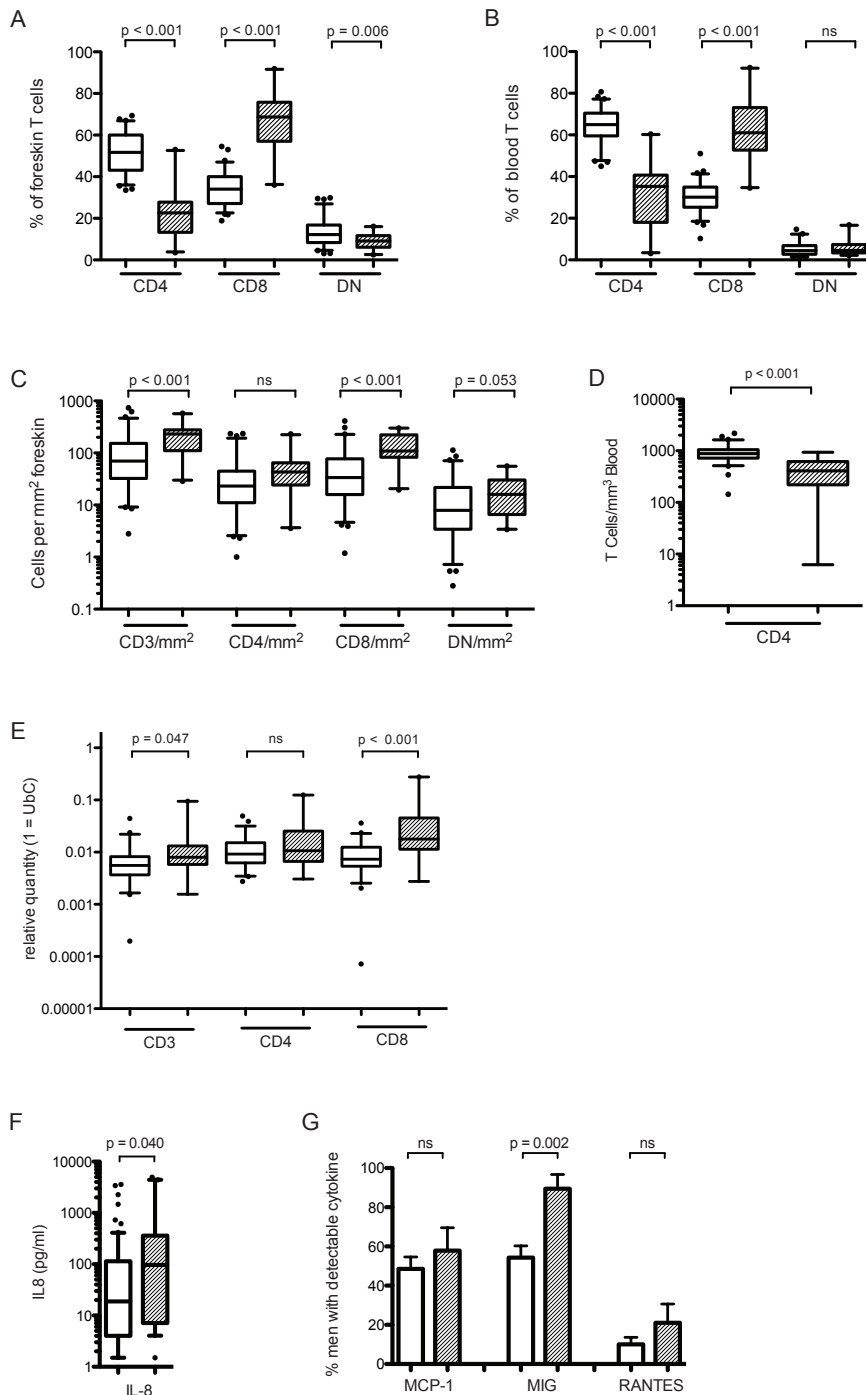 A
p < 0.001 p < 0.001 p = 0.006
100
80
60
40
20
0
% of foreskin T cells
CD4 CD8 DN
B
p < 0.001 p < 0.001 ns
100
80
60
40
20
0
% of blood T cells
CD4 CD8 DN
C
p < 0.001 ns p < 0.001 p = 0.053
1000
100
10
1
0.1
Cells per mm² foreskin
CD3/mm² CD4/mm² CD8/mm² DN/mm²
D
p < 0.001
10000
1000
100
10
1
T Cells/mm³ Blood
CD4
E
p = 0.047 ns p < 0.001
1
0.1
0.01
0.001
0.0001
0.00001
relative quantity (1 = UbC)
CD3 CD4 CD8
F
p = 0.040
10000
1000
100
10
1
IL8 (pg/ml)
IL-8
G
ns p = 0.002 ns
100
80
60
40
20
0
% men with detectable cytokine
MCP-1 MIG RANTES